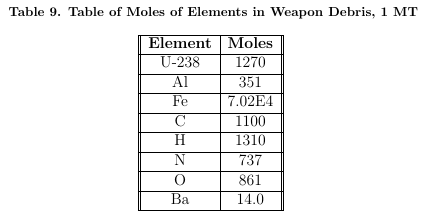 Table 9. Table of Moles of Elements in Weapon Debris, 1 MT
Element Moles
U-238 1270
Al 351
Fe 7.02E4
C 1100
H 1310
N 737
O 861
Ba 14.0